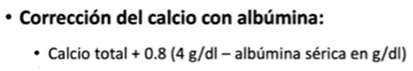 • Corrección del calcio con albúmina:
• Calcio total + 0.8 (4 g/dl – albúmina sérica en g/dl)